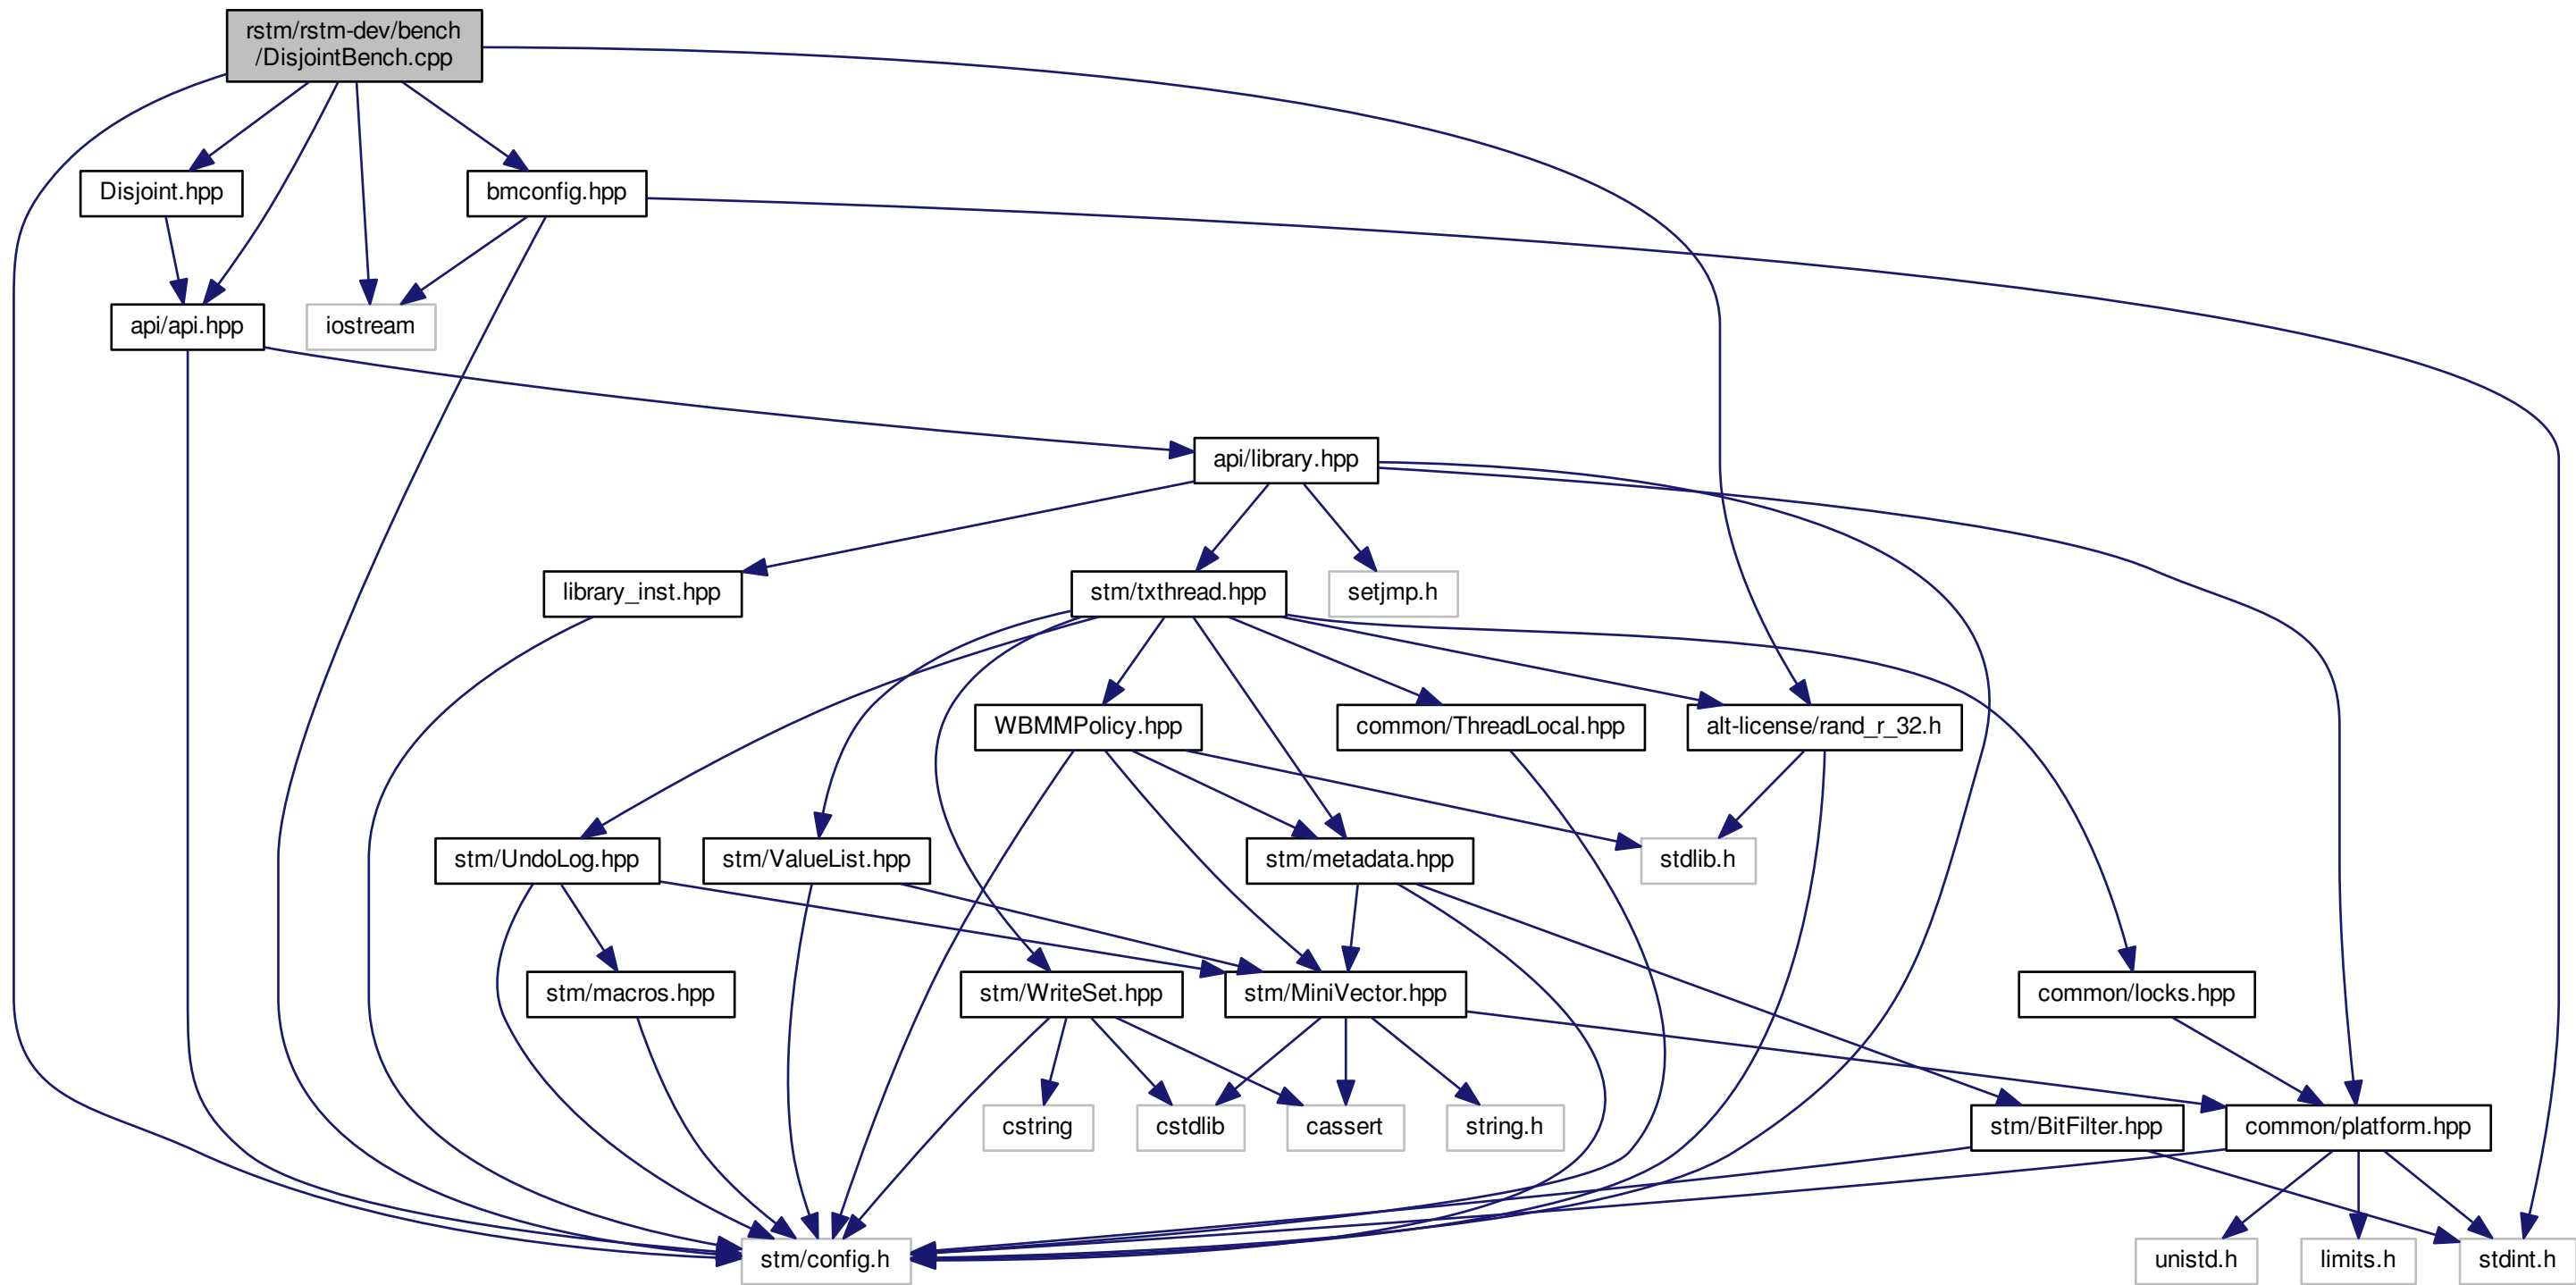 rstm/rstm-dev/bench
/DisjointBench.cpp
Disjoint.hpp
bmconfig.hpp
api/api.hpp
iostream
api/library.hpp
library_inst.hpp
stm/txthread.hpp
setjmp.h
WBMMPolicy.hpp
common/ThreadLocal.hpp
alt-license/rand_r_32.h
stm/UndoLog.hpp
stm/ValueList.hpp
stm/metadata.hpp
stdlib.h
stm/macros.hpp
stm/WriteSet.hpp
stm/MiniVector.hpp
common/locks.hpp
cstring
cstdlib
cassert
string.h
stm/BitFilter.hpp
common/platform.hpp
stm/config.h
unistd.h
limits.h
stdint.h